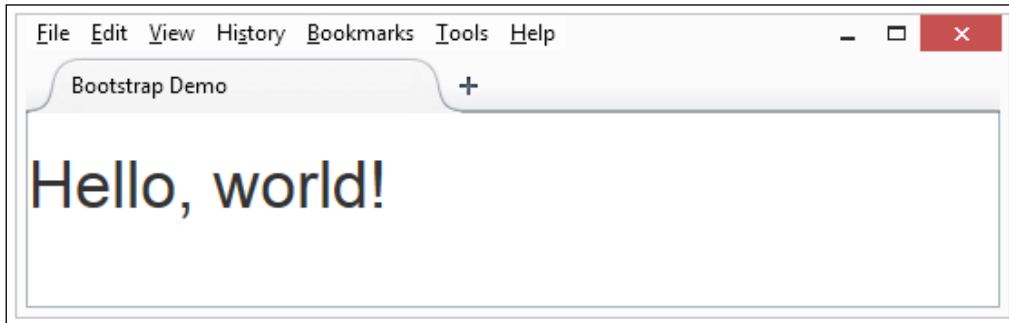 File Edit View History Bookmarks Tools Help
Bootstrap Demo
Hello, world!